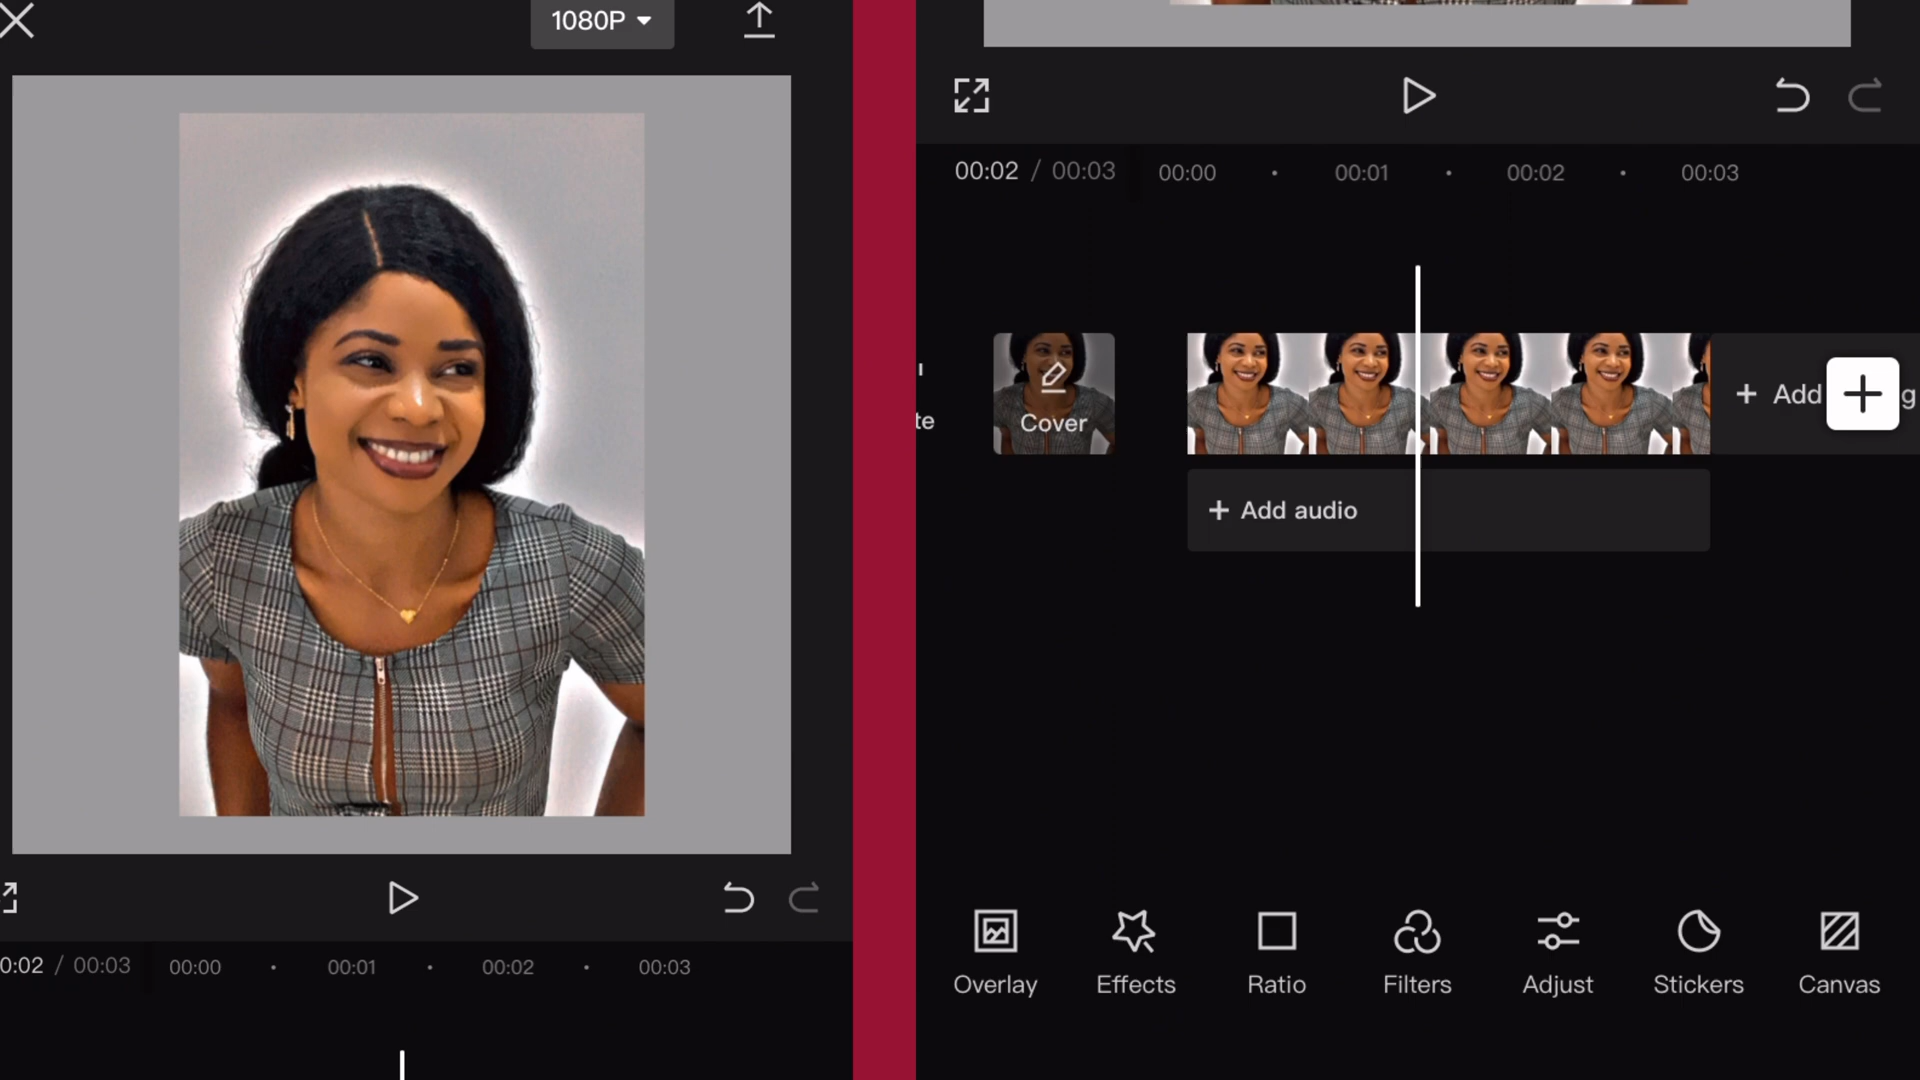 1080P
0:02 / 00:03 00:00 00:01 00:02 00:03
00:02 / 00:03 00:00 00:01 00:02 00:03
te
Cover
+ Add g
+ Add audio
Overlay Effects Ratio Filters Adjust Stickers Canvas